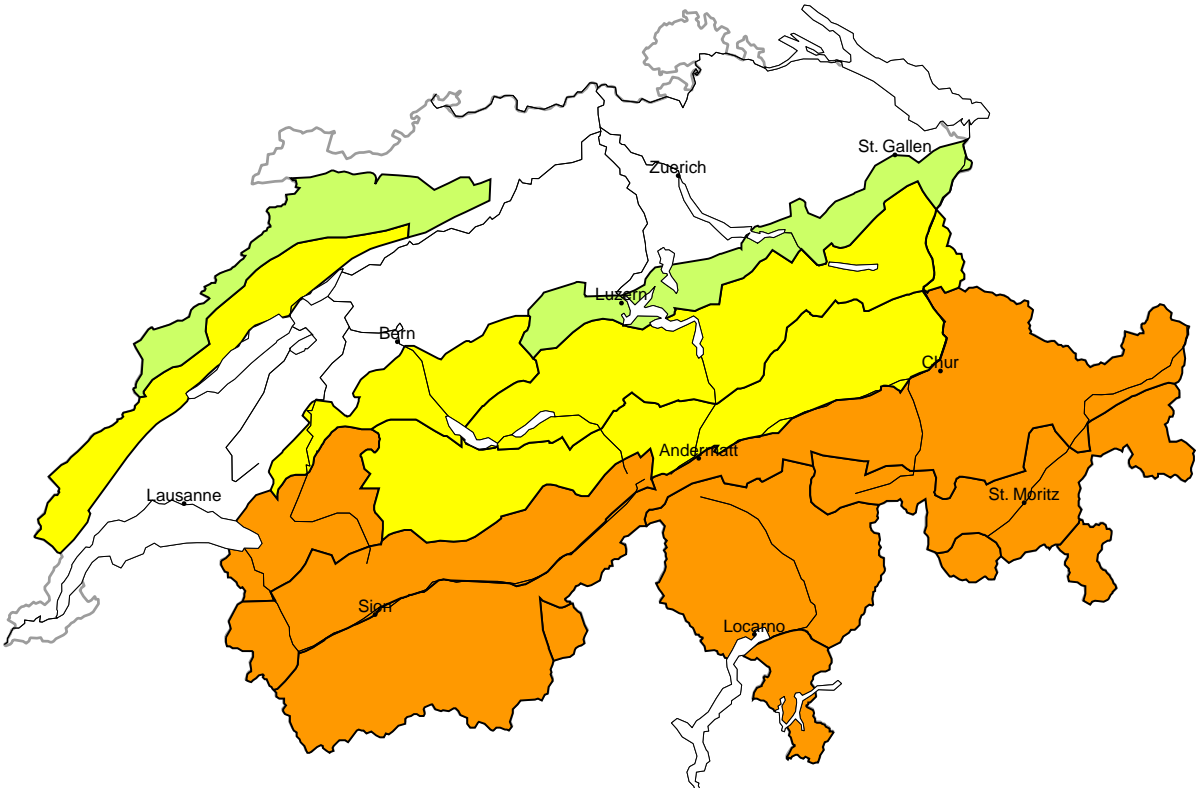 St. Gallen
Zuerich
Luzern
Bern
Chur
Andermatt
Lausanne
St. Moritz
Sion
Locarno